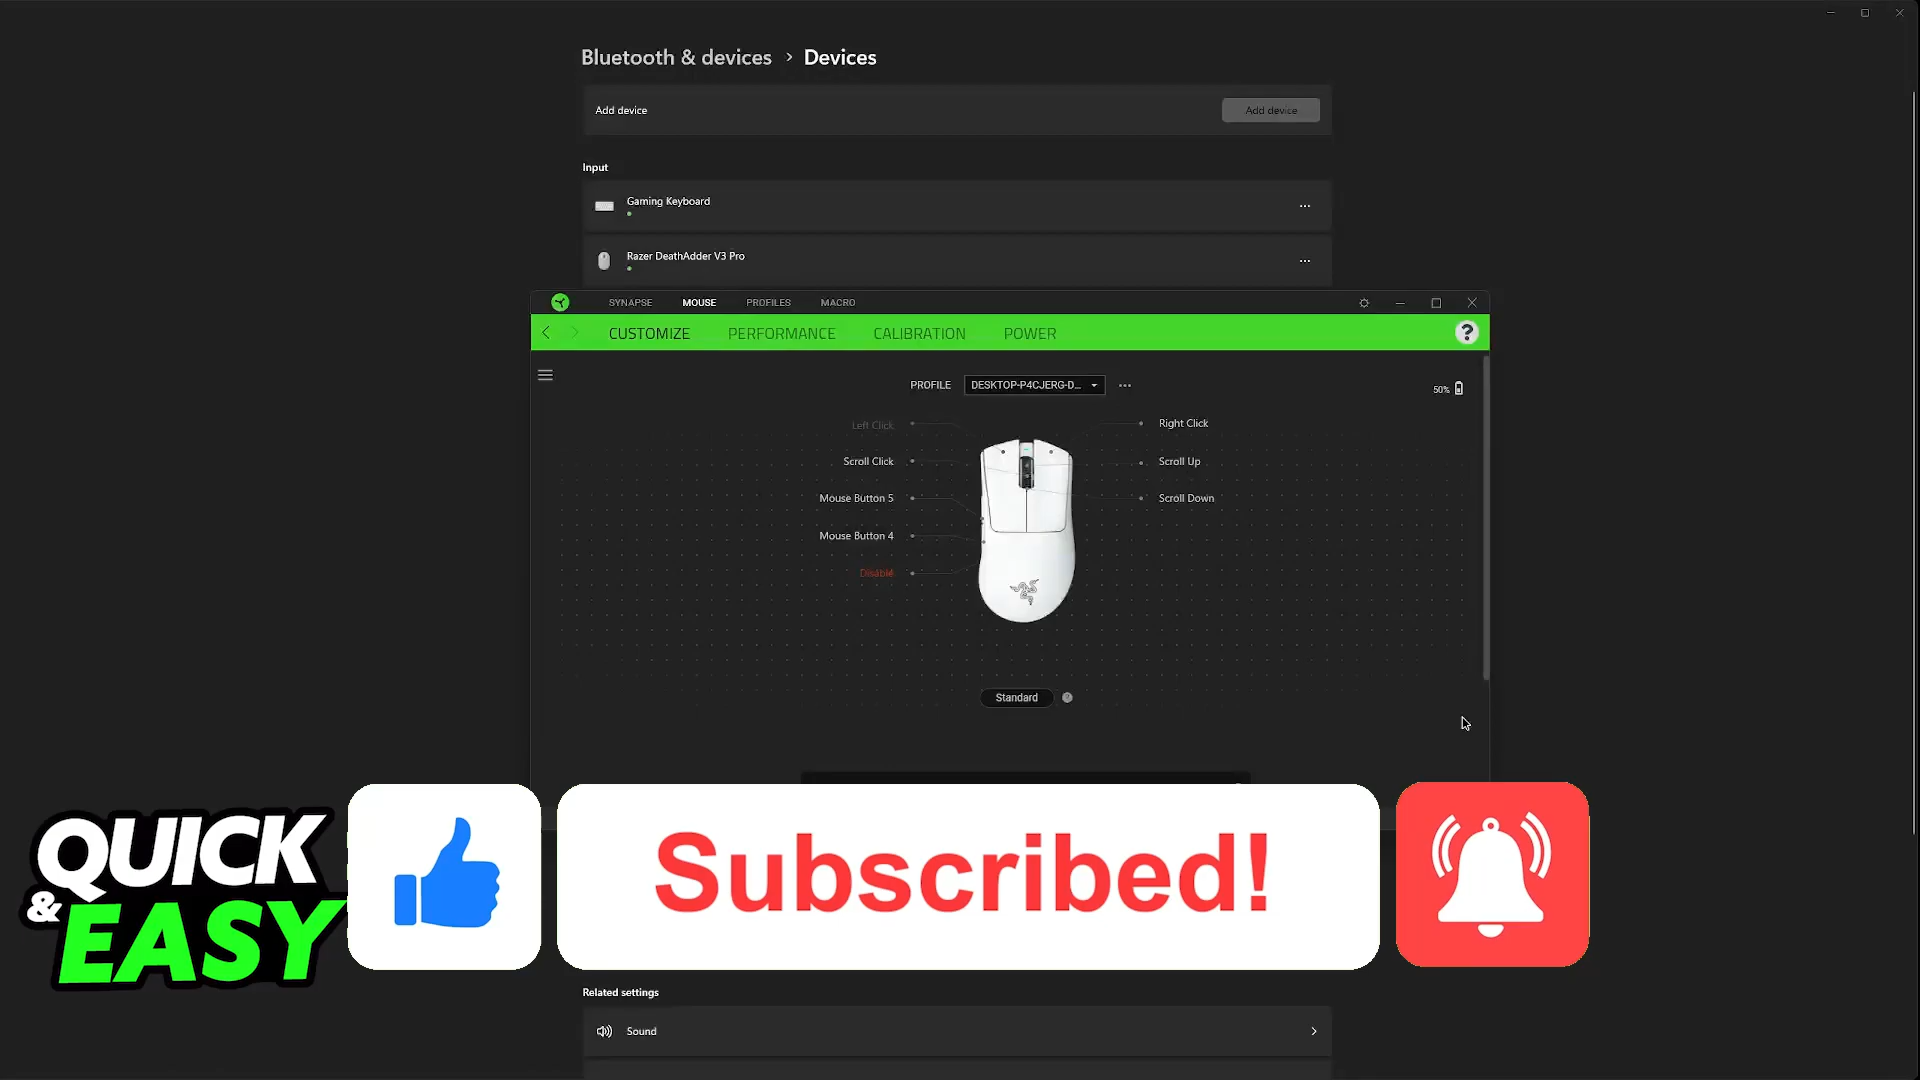 Bluetooth & devices > Devices
Add device
Add device
Input
Gaming Keyboard
Razer DeathAdder V3 Pro
SYNAPSE MOUSE PROFILES MACRO
CUSTOMIZE PERFORMANCE CALIBRATION POWER ?
PROFILE DESKTOP-P4CJERG-D...
50%
Left Click
Right Click
Scroll Click
Scroll Up
Mouse Button 5
Scroll Down
Mouse Button 4
Disable
Standard
QUICK
& EASY
Subscribed!
Related settings
Sound